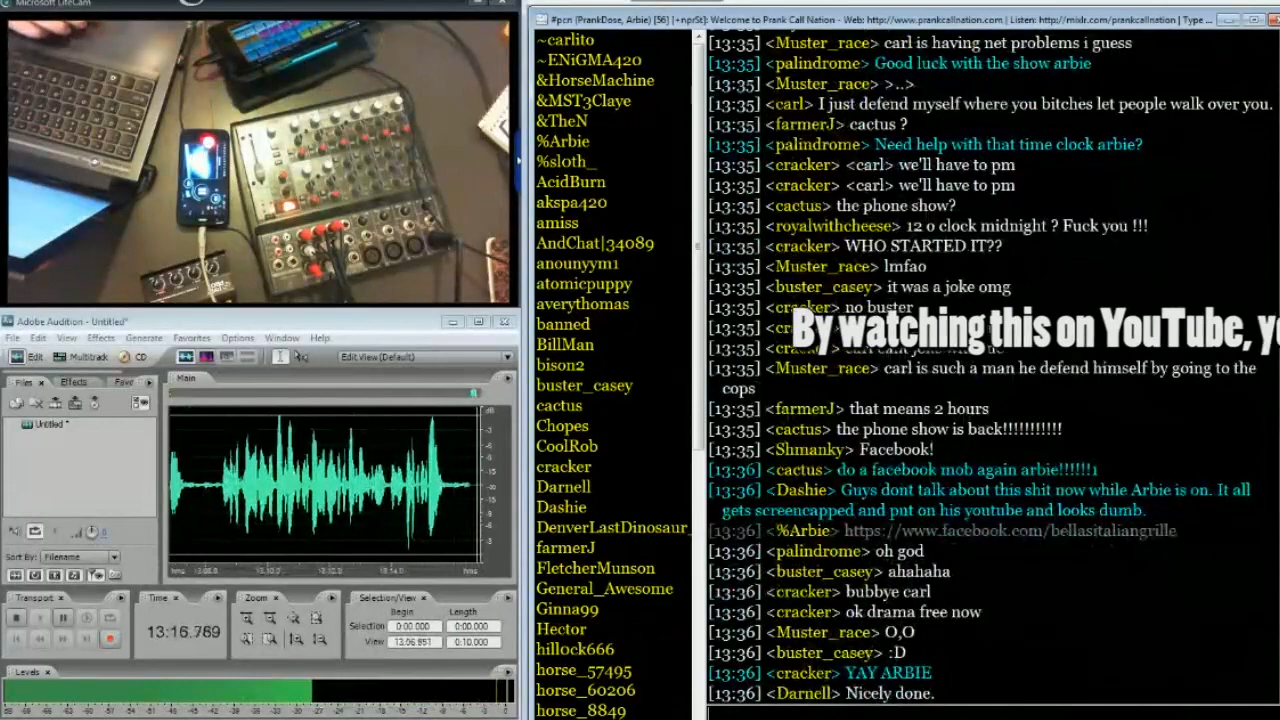 Microsoft LifeCam
#pcn (PrankDose, Arbie) [56] [+nprSt]: Welcome to Prank Call Nation - Web: http://www.prankcallnation.com | Listen: http://mixlr.com/prankcallnation | Type ...
~carlito
~ENiGMA420
&HorseMachine
&MST3Claye
&TheN
%Arbie
%sloth_
AcidBurn
akspa420
amiss
AndChat|34089
anounyym1
atomicpuppy
averythomas
banned
BillMan
bison2
buster_casey
cactus
Chopes
CoolRob
cracker
Darnell
Dashie
DenverLastDinosaur_
farmerJ
FletcherMunson
General_Awesome
Ginna99
Hector
hillock666
horse_57495
horse_60206
horse_8849
[13:35] <Muster_race> carl is having net problems i guess
[13:35] <palindrome> Good luck with the show arbie
[13:35] <Muster_race> >..>
[13:35] <carl> I just defend myself where you bitches let people walk over you.
[13:35] <farmerJ> cactus ?
[13:35] <palindrome> Need help with that time clock arbie?
[13:35] <cracker> <carl> we'll have to pm
[13:35] <cracker> <carl> we'll have to pm
[13:35] <cactus> the phone show?
[13:35] <royalwithcheese> 12 o clock midnight ? Fuck you !!!
[13:35] <cracker> WHO STARTED IT??
[13:35] <Muster_race> lmfao
[13:35] <buster_casey> it was a joke omg
[13:35] <cracker> no buster
[13:35]
By watching this on YouTube,
[13:35]
[13:35] <Muster_race> carl is such a man he defend himself by going to the
cops
[13:35] <farmerJ> that means 2 hours
[13:35] <cactus> the phone show is back!!!!!!!!!!!
[13:35] <Shmanky> Facebook!
[13:36] <cactus> do a facebook mob again arbie!!!!!!1
[13:36] <Dashie> Guys dont talk about this shit now while Arbie is on. It all
gets screencapped and put on his youtube and looks dumb.
[13:36] <%Arbie> https://www.facebook.com/bellasitaliangrille
[13:36] <palindrome> oh god
[13:36] <buster_casey> ahahaha
[13:36] <cracker> bubbye carl
[13:36] <cracker> ok drama free now
[13:36] <Muster_race> O,O
[13:36] <buster_casey> :D
[13:36] <cracker> YAY ARBIE
[13:36] <Darnell> Nicely done.
Adobe Audition - Untitled*
File Edit View Effects Generate Favorites Options Window Help
Edit Multitrack CD Edit View (Default)
Files Effects Favo Main
Untitled *
Sort By: Filename
Transport Time Zoom Selection/View
Begin Length
Selection 0:00.000 0:00.000
View 13:06.951 0:10.000
13:16.769
Levels